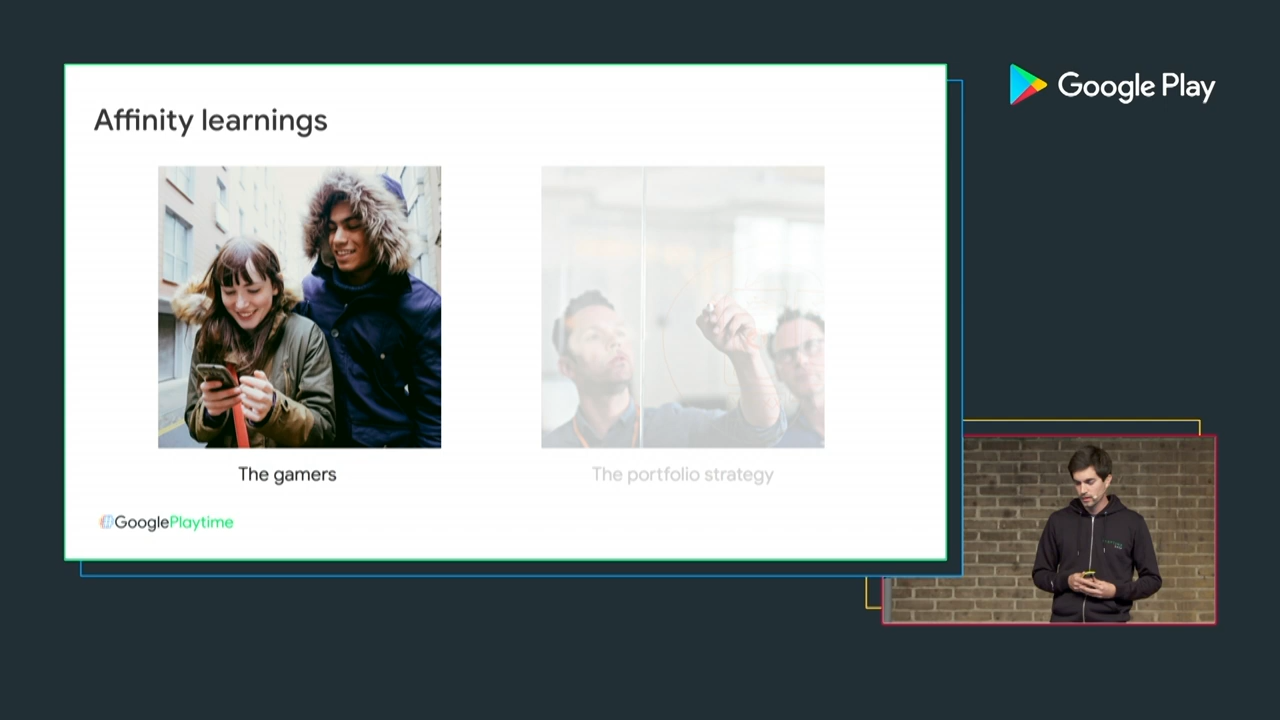 Affinity learnings
Google Play
The gamers
The portfolio strategy
GooglePlaytime